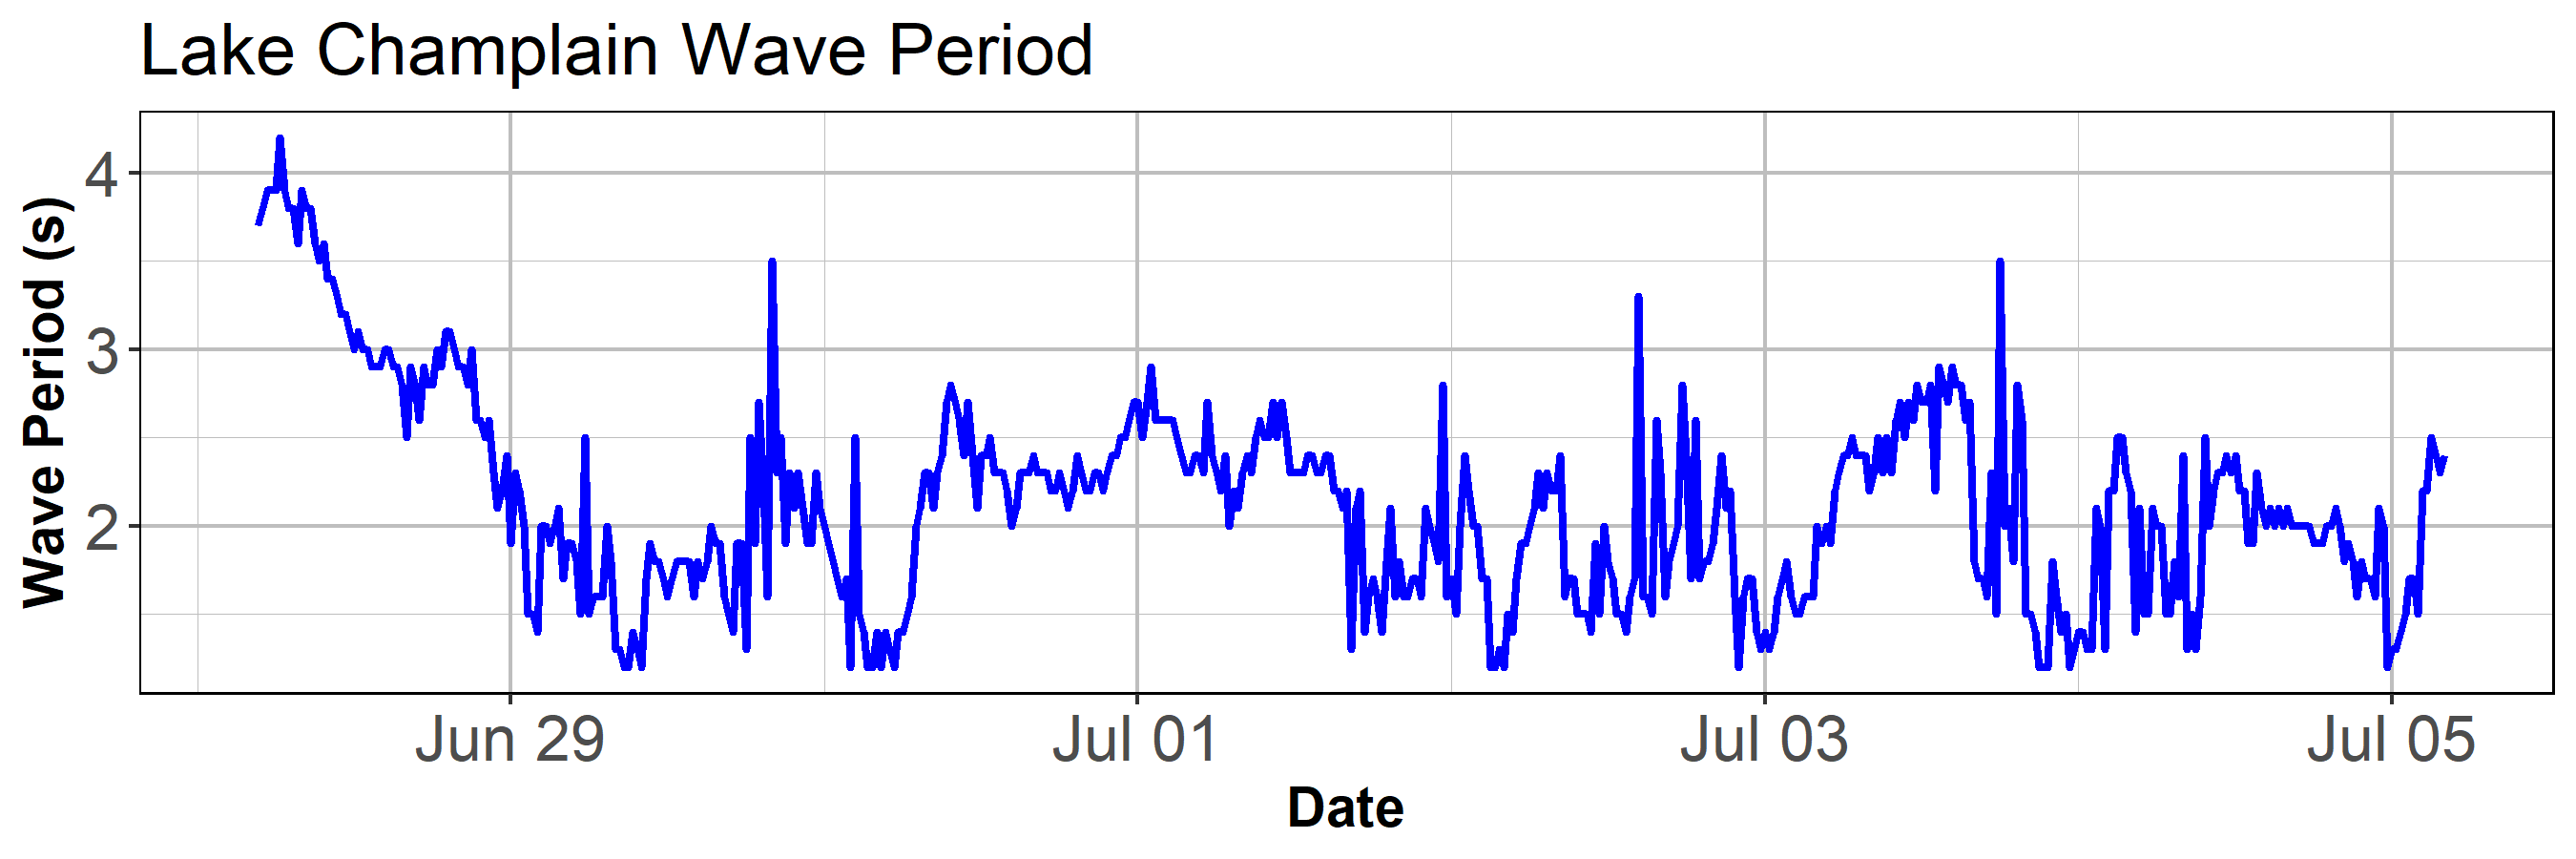 Lake Champlain Wave Period
Wave Period (s)
4
3
2
Jun 29 Jul 01 Jul 03 Jul 05
Date